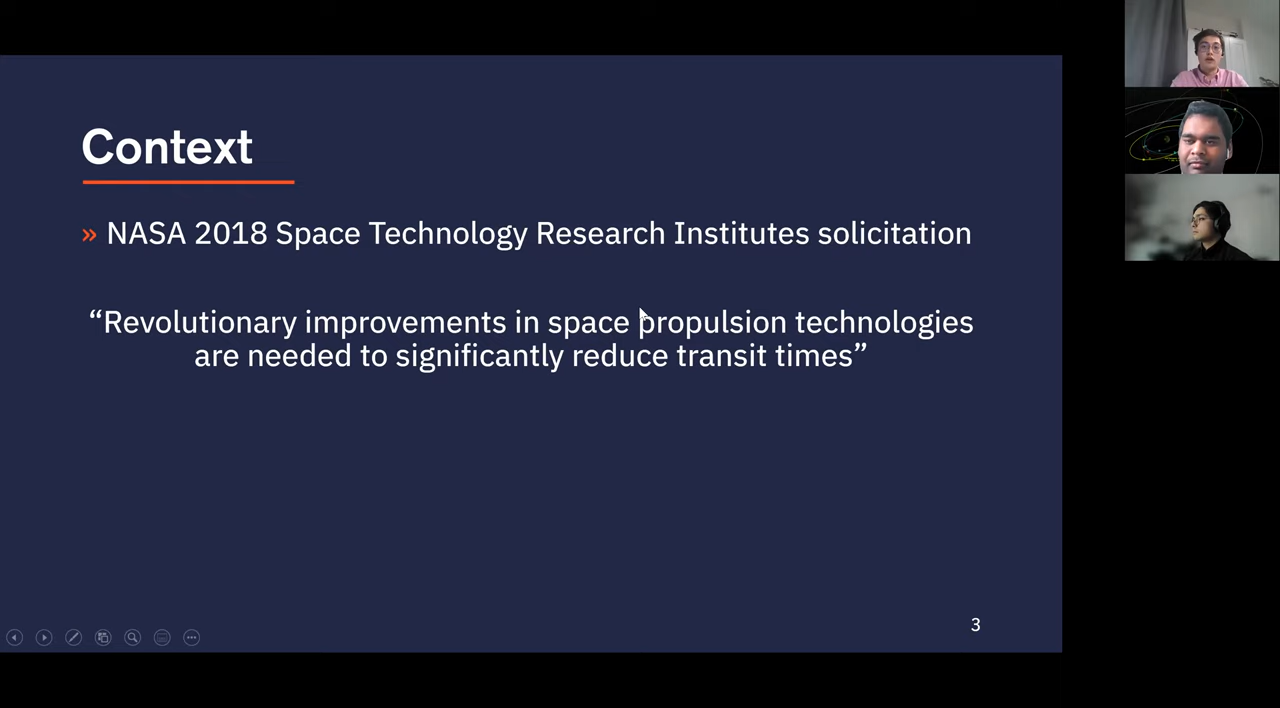 Context
» NASA 2018 Space Technology Research Institutes solicitation
“Revolutionary improvements in space propulsion technologies
are needed to significantly reduce transit times”
3